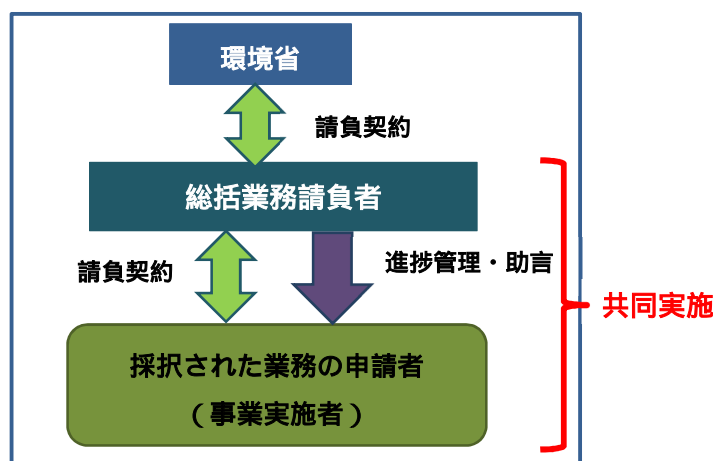 環境省
請負契約
総括業務請負者
請負契約
進捗管理・助言
共同実施
採択された業務の申請者
（事業実施者）